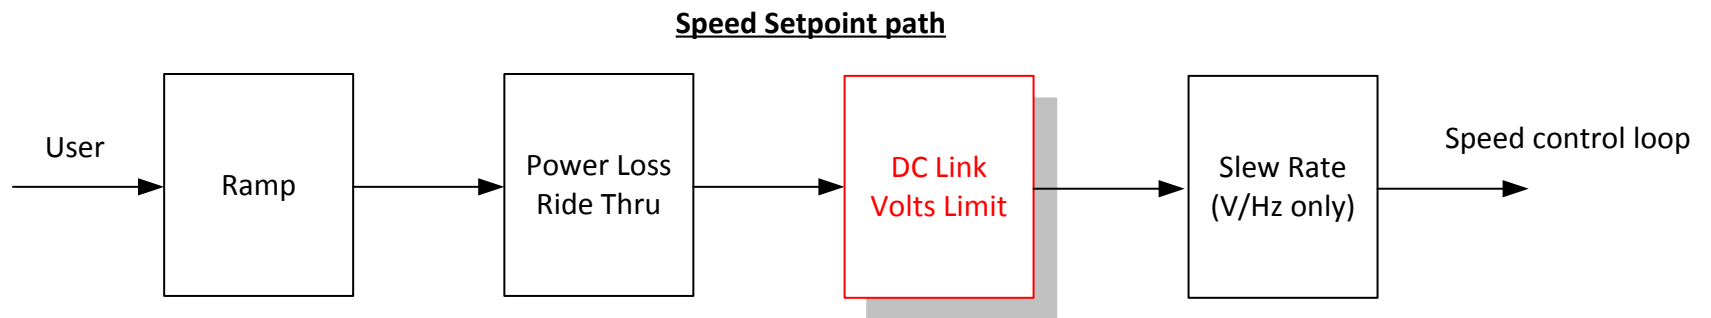 Speed Setpoint path
User
Ramp
Power Loss
Ride Thru
DC Link
Volts Limit
Slew Rate
(V/Hz only)
Speed control loop